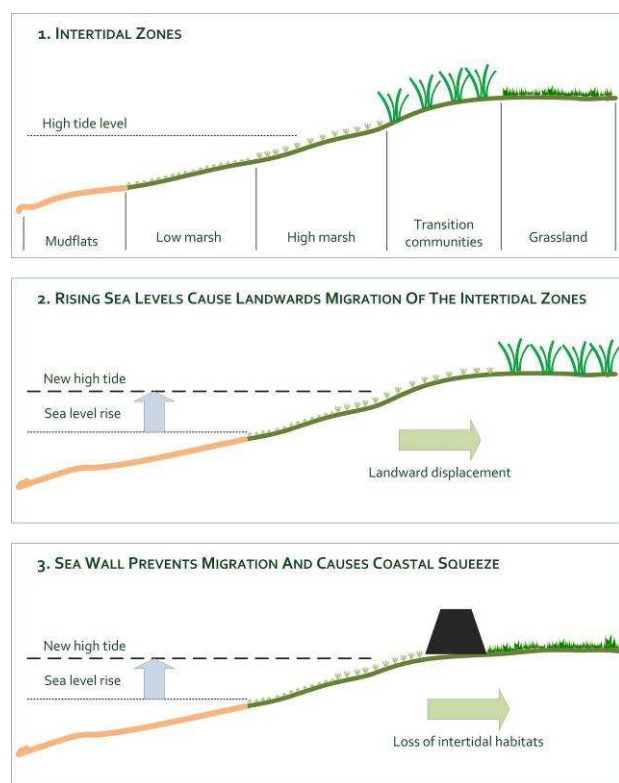 1. Intertidal Zones
High tide level
Mudflats
Low marsh
High marsh
Transition
communities
Grassland
2. Rising Sea Levels Cause Landwards Migration Of The Intertidal Zones
New high tide
Sea level rise
Landward displacement
3. Sea Wall Prevents Migration And Causes Coastal Squeeze
New high tide
Sea level rise
Loss of intertidal habitats